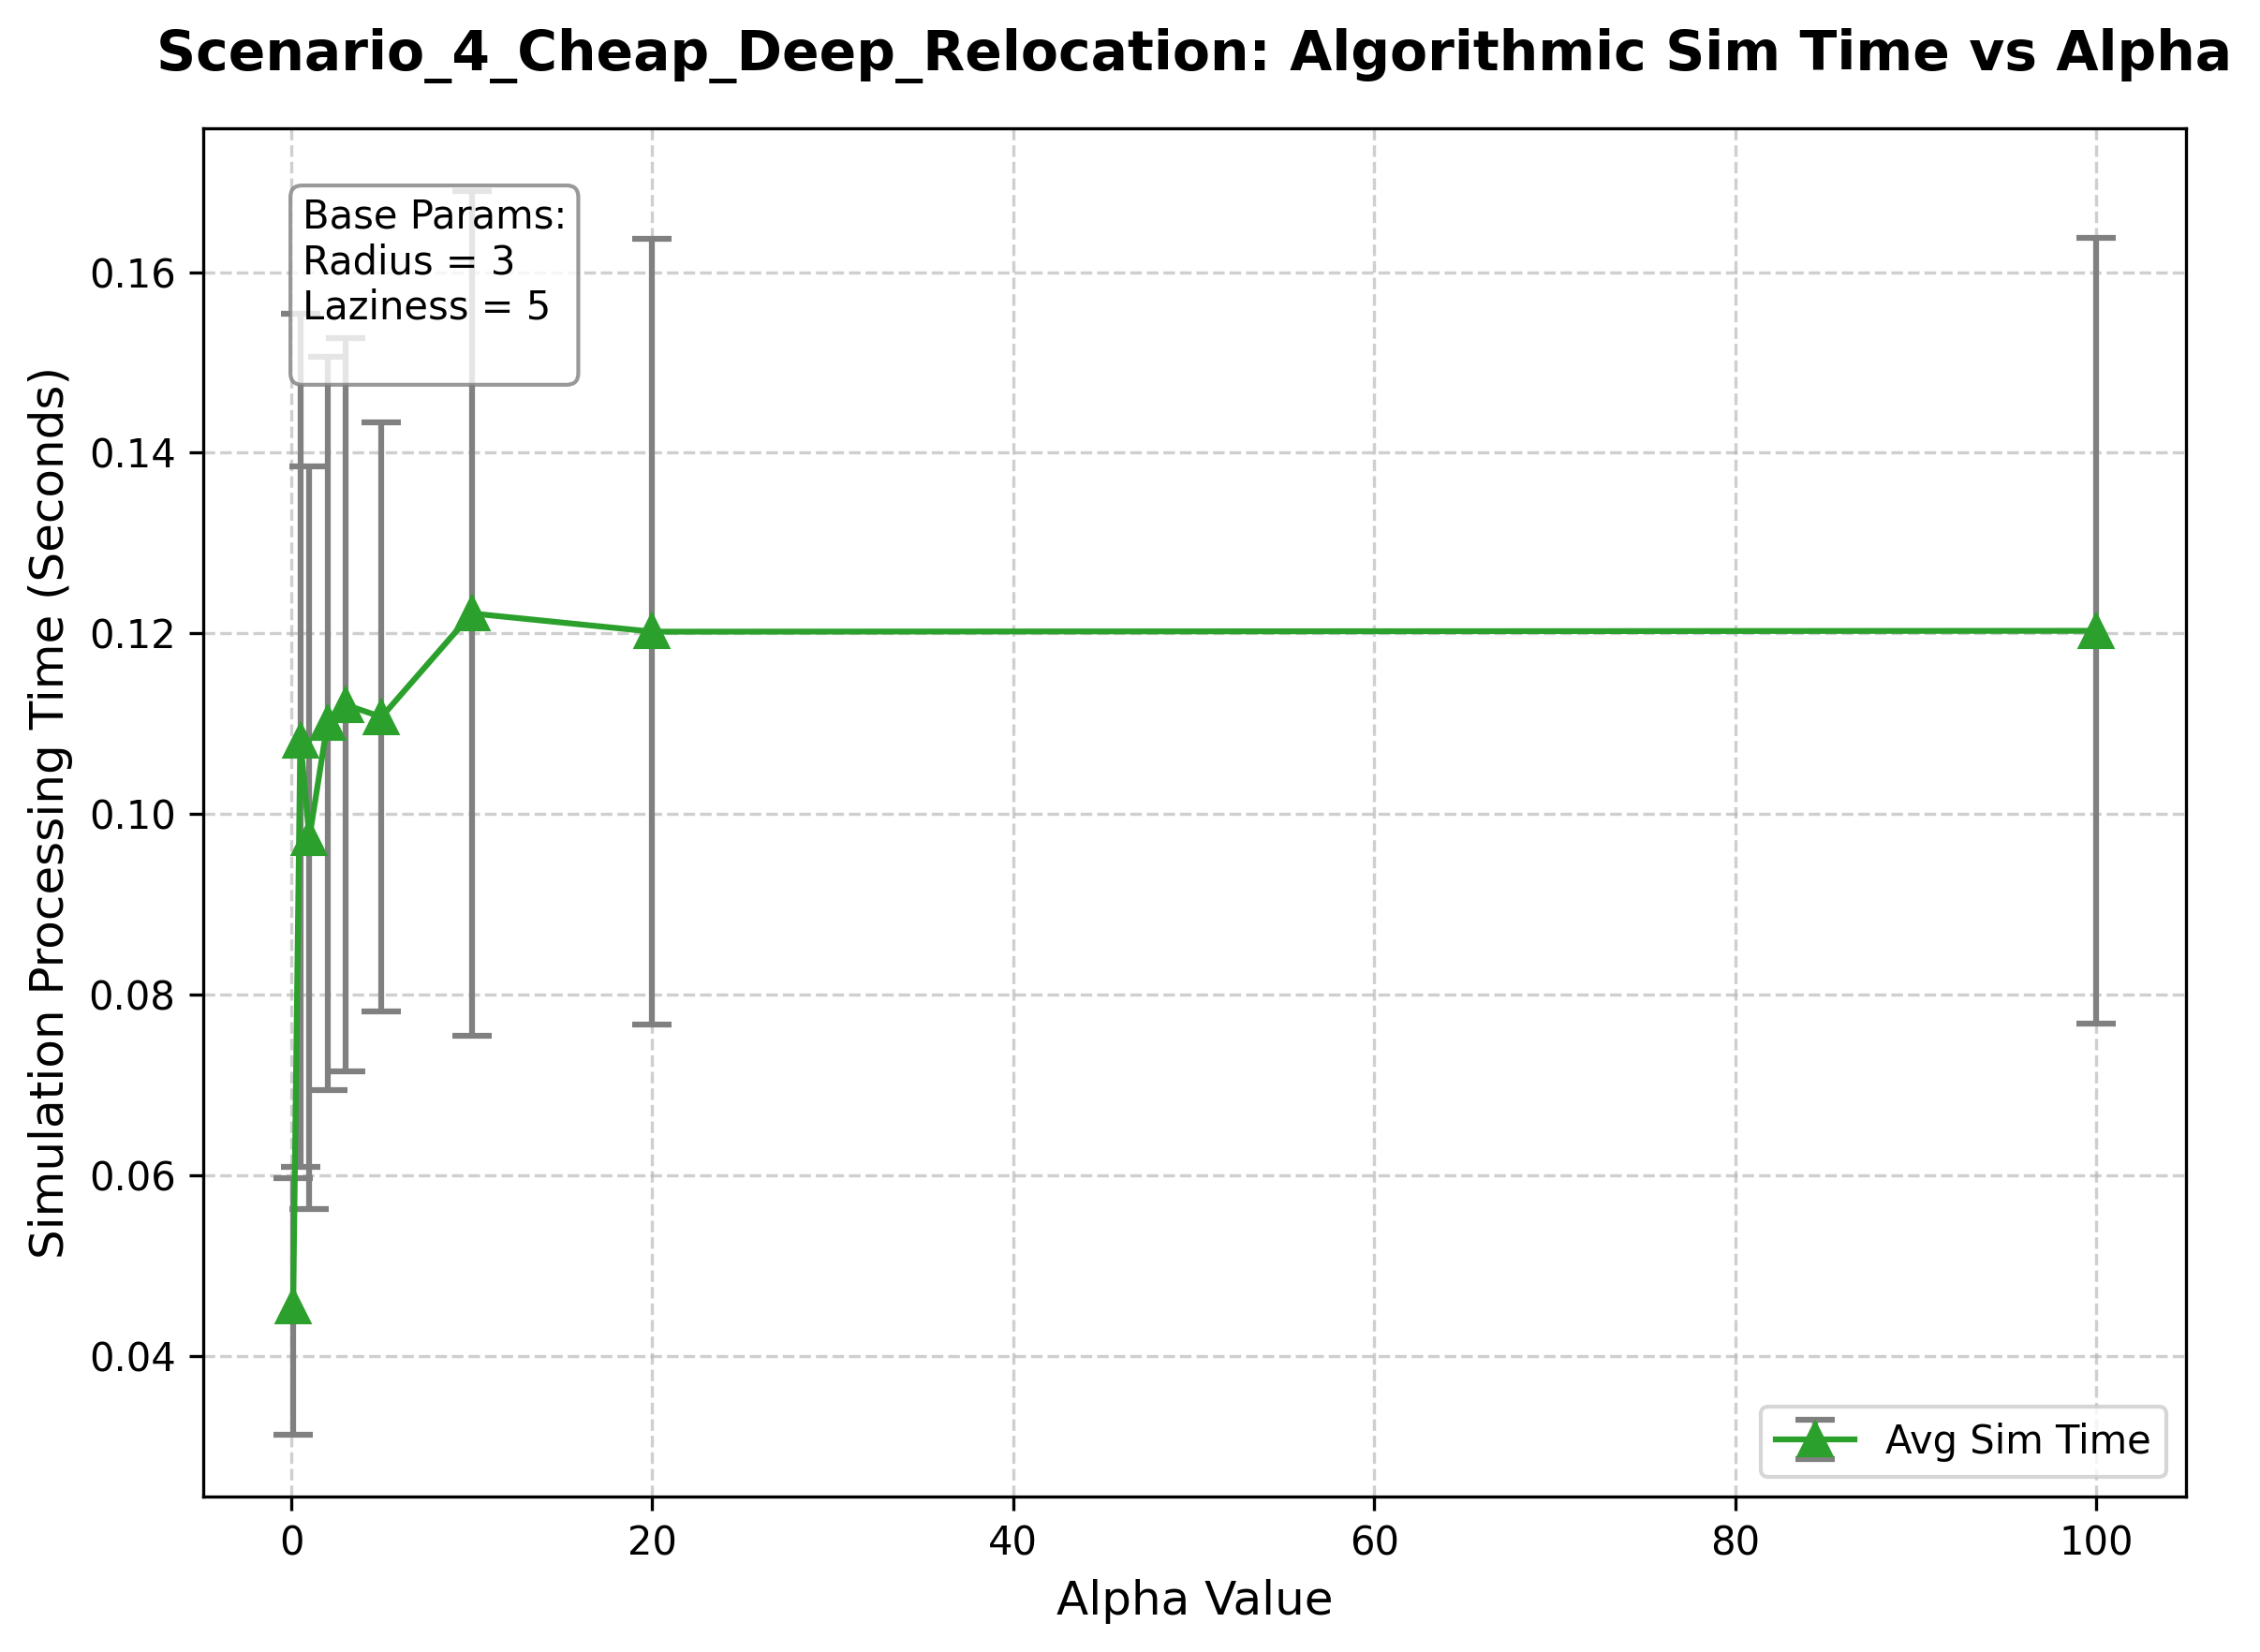 Scenario_4_Cheap_Deep_Relocation: Algorithmic Sim Time vs Alpha
Base Params:
Radius = 3
Laziness = 5
Simulation Processing Time (Seconds)
0.16
0.14
0.12
0.10
0.08
0.06
0.04
Avg Sim Time
0 20 40 60 80 100
Alpha Value